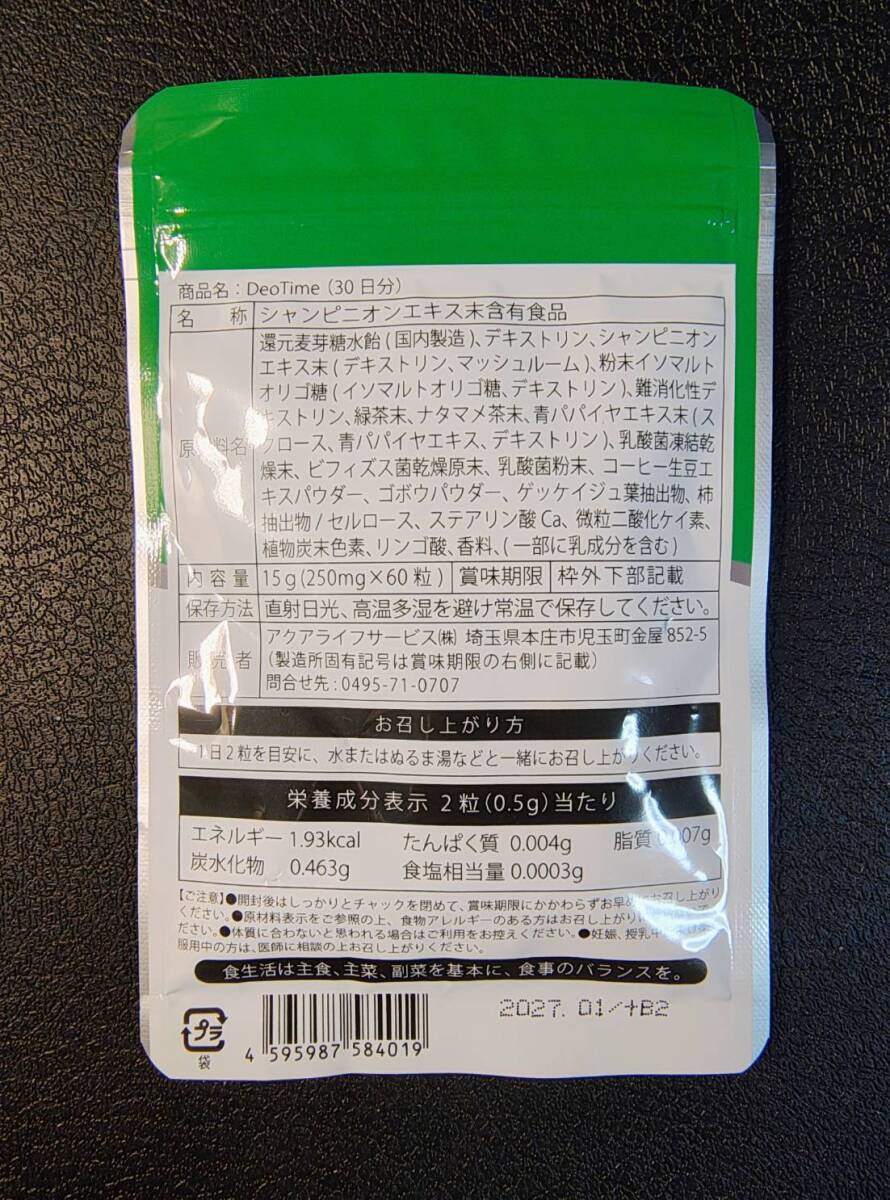 商品名：DeoTime（30日分）
名　称 シャンピニオンエキス末含有食品
還元麦芽糖水飴(国内製造)、デキストリン、シャンピニオン
エキス末(デキストリン、マッシュルーム)、粉末イソマルト
オリゴ糖(イソマルトオリゴ糖、デキストリン)、難消化性デ
キストリン、緑茶末、ナタマメ茶末、青パパイヤエキス末(ス
クロース、青パパイヤエキス、デキストリン)、乳酸菌凍結乾
原材料名 燥末、ビフィズス菌乾燥原末、乳酸菌粉末、コーヒー生豆エ
キスパウダー、ゴボウパウダー、ゲッケイジュ葉抽出物、柿
抽出物/セルロース、ステアリン酸Ca、微粒二酸化ケイ素、
植物炭末色素、リンゴ酸、香料、(一部に乳成分を含む)
内容量 15g(250mg×60粒) 賞味期限 枠外下部記載
保存方法 直射日光、高温多湿を避け常温で保存してください。
販売者 アクアライフサービス㈱ 埼玉県本庄市児玉町金屋852-5
（製造所固有記号は賞味期限の右側に記載）
問合せ先:0495-71-0707
お召し上がり方
1日2粒を目安に、水またはぬるま湯などと一緒にお召し上がりください。
栄養成分表示 2粒(0.5g)当たり
エネルギー 1.93kcal たんぱく質 0.004g 脂質 0.007g
炭水化物 0.463g 食塩相当量 0.0003g
【ご注意】●開封後はしっかりとチャックを閉めて、賞味期限にかかわらずお早めにお召し上がり
ください。●原材料表示をご参照の上、食物アレルギーのある方はお召し上がり
ください。●体質に合わないと思われる場合はご利用をお控えください。●妊娠、授乳中
服用中の方は、医師に相談の上お召し上がりください。
食生活は主食、主菜、副菜を基本に、食事のバランスを。
プラ
袋
4 595987 584019
2027. 01/+B2